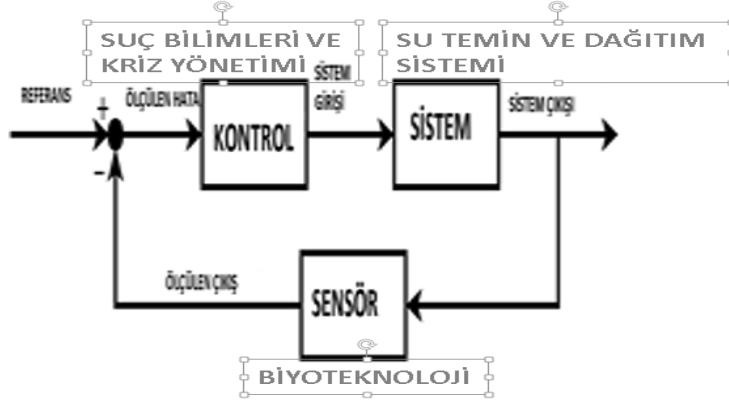 SUÇ BİLİMLERİ VE
KRİZ YÖNETİMİ
SU TEMİN VE DAĞITIM
SİSTEMİ
REFERANS
+
ÖLÇÜLEN HATA
SİSTEM
GİRİŞİ
SİSTEM ÇIKIŞI
KONTROL
SİSTEM
-
ÖLÇÜLEN ÇIKIŞ
SENSÖR
BİYOTEKNOLOJİ